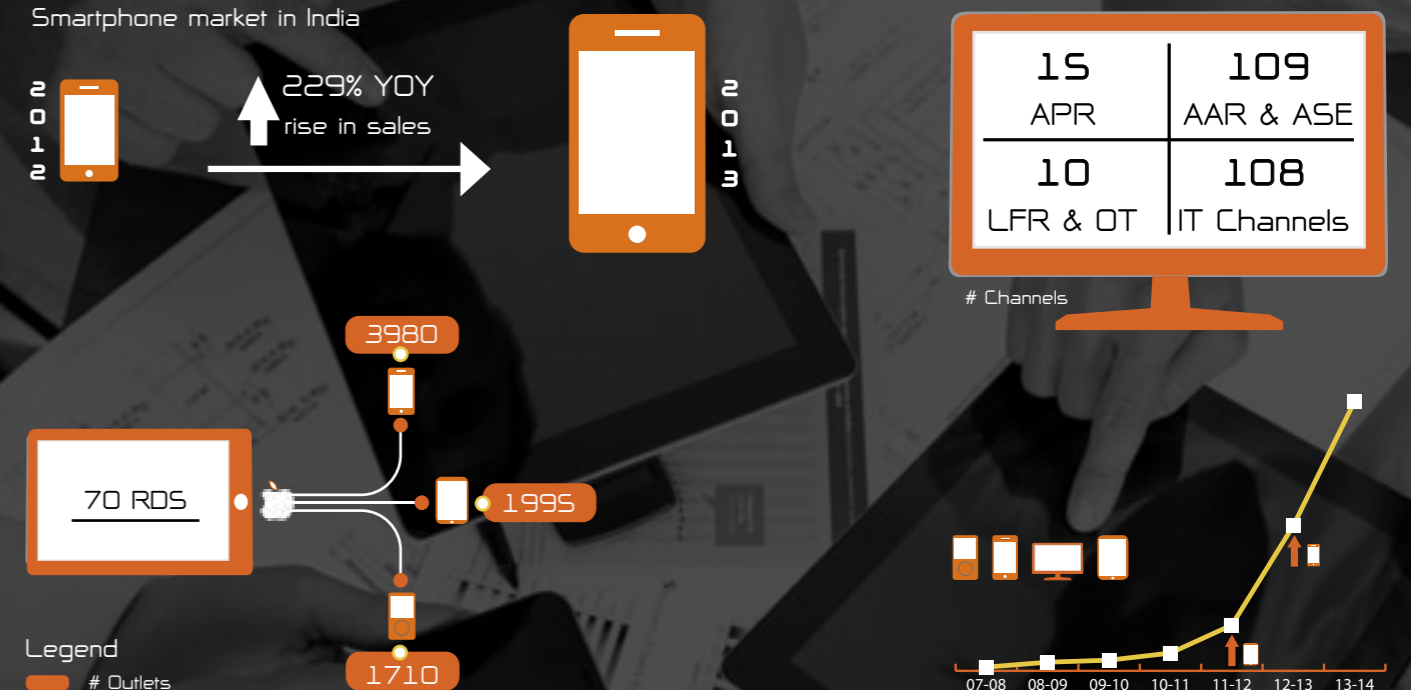 Smartphone market in India
2012
229% YOY
rise in sales
2013
15
APR
109
AAR & ASE
10
LFR & OT
108
IT Channels
# Channels
3980
70 RDS
1995
1710
Legend
# Outlets
07-08 08-09 09-10 10-11 11-12 12-13 13-14